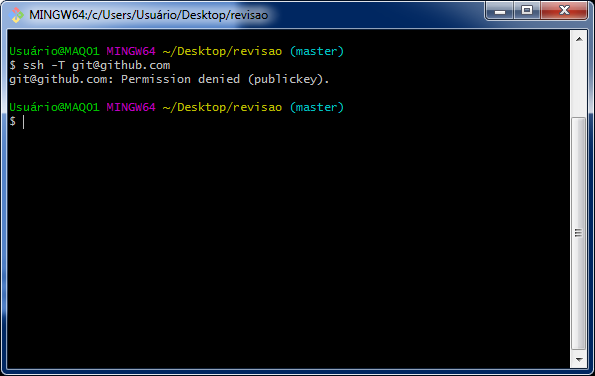 MINGW64:/c/Users/Usuário/Desktop/revisao
Usuário@MAQ01 MINGW64 ~/Desktop/revisao (master)
$ ssh -T git@github.com
git@github.com: Permission denied (publickey).
Usuário@MAQ01 MINGW64 ~/Desktop/revisao (master)
$